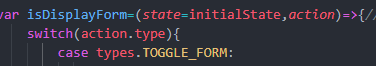 var isDisplayForm=(state=initialState,action)=>{//
switch(action.type){
case types.TOGGLE_FORM: